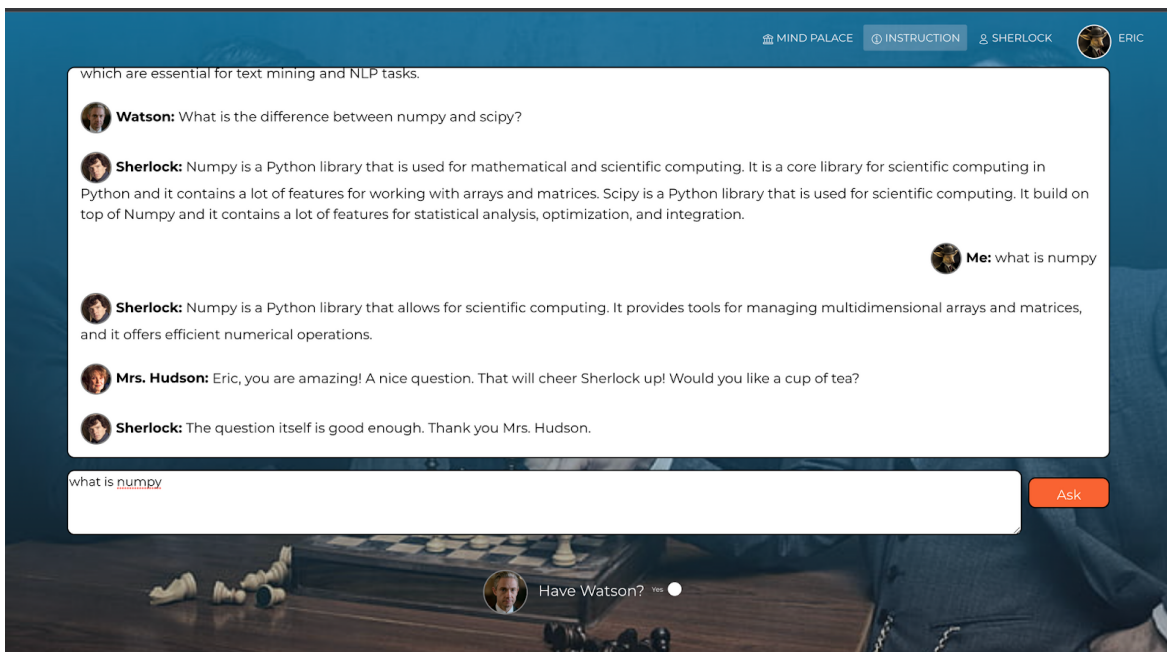 MIND PALACE
INSTRUCTION
SHERLOCK
ERIC
which are essential for text mining and NLP tasks.
Watson: What is the difference between numpy and scipy?
Sherlock: Numpy is a Python library that is used for mathematical and scientific computing. It is a core library for scientific computing in
Python and it contains a lot of features for working with arrays and matrices. Scipy is a Python library that is used for scientific computing. It build on
top of Numpy and it contains a lot of features for statistical analysis, optimization, and integration.
Me: what is numpy
Sherlock: Numpy is a Python library that allows for scientific computing. It provides tools for managing multidimensional arrays and matrices,
and it offers efficient numerical operations.
Mrs. Hudson: Eric, you are amazing! A nice question. That will cheer Sherlock up! Would you like a cup of tea?
Sherlock: The question itself is good enough. Thank you Mrs. Hudson.
what is numpy
Ask
Have Watson? Yes